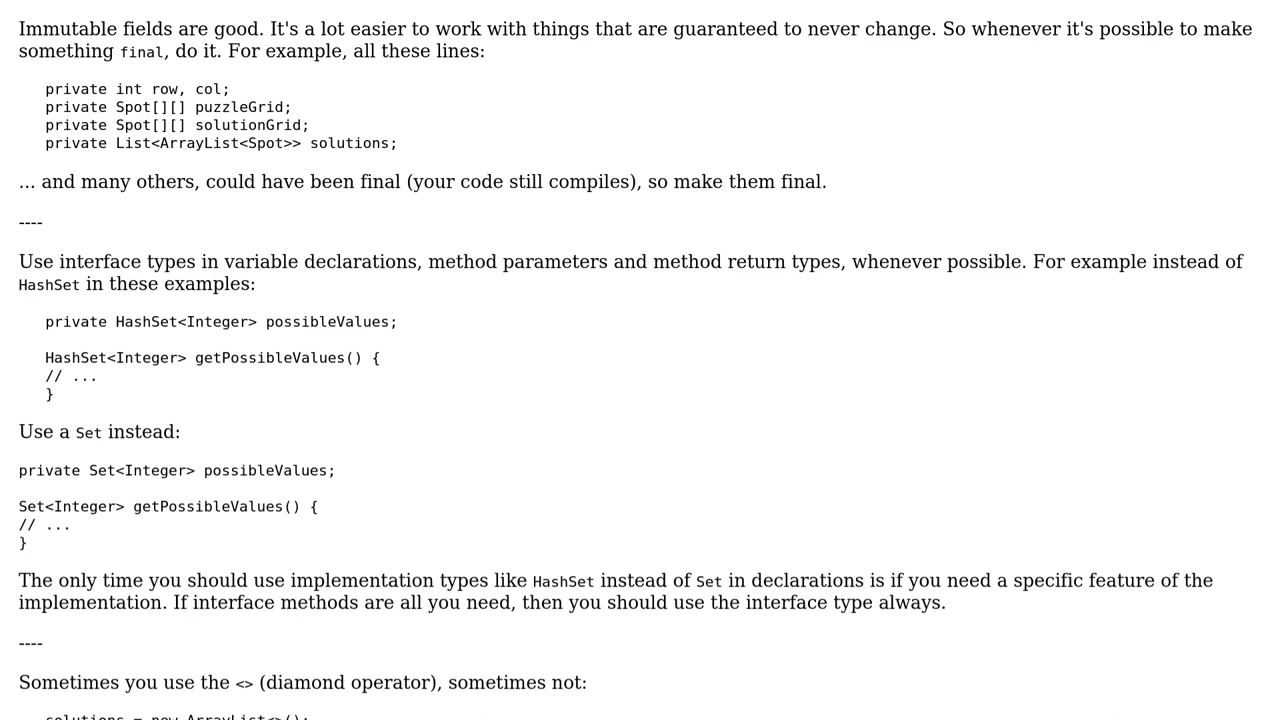 Immutable fields are good. It's a lot easier to work with things that are guaranteed to never change. So whenever it's possible to make
something final, do it. For example, all these lines:
private int row, col;
private Spot[][] puzzleGrid;
private Spot[][] solutionGrid;
private List<ArrayList<Spot>> solutions;
... and many others, could have been final (your code still compiles), so make them final.
----
Use interface types in variable declarations, method parameters and method return types, whenever possible. For example instead of
HashSet in these examples:
private HashSet<Integer> possibleValues;
HashSet<Integer> getPossibleValues() {
// ...
}
Use a Set instead:
private Set<Integer> possibleValues;
Set<Integer> getPossibleValues() {
// ...
}
The only time you should use implementation types like HashSet instead of Set in declarations is if you need a specific feature of the
implementation. If interface methods are all you need, then you should use the interface type always.
----
Sometimes you use the <> (diamond operator), sometimes not:
solutions = new ArrayList<>();